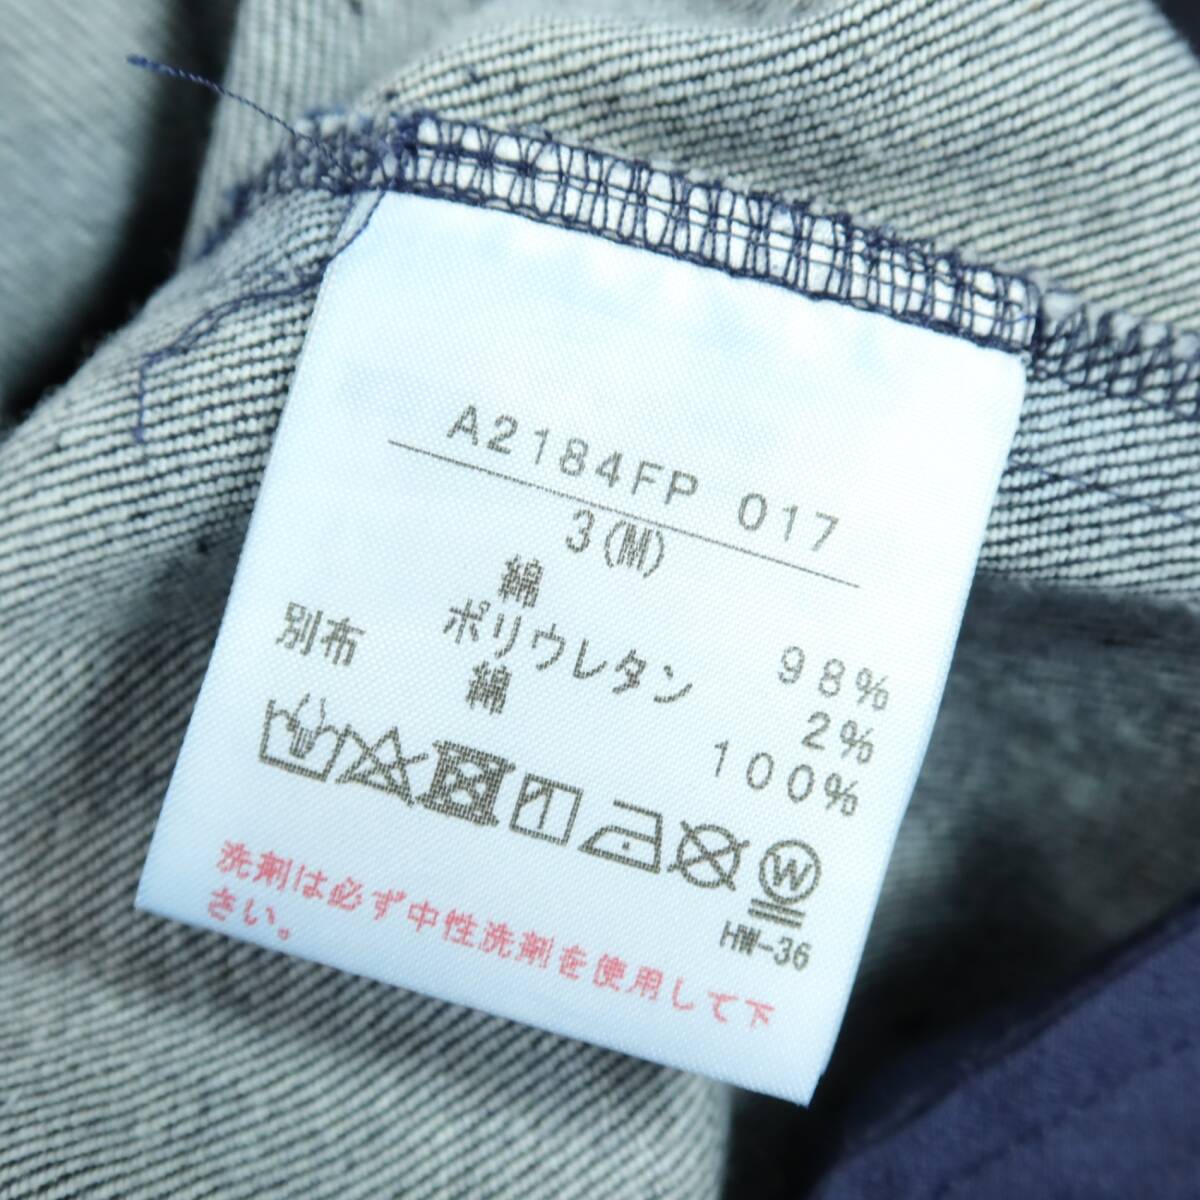 A2184FP 017
3(M)
綿 98%
ポリウレタン 2%
別布 綿 100%
W
HW-36
洗剤は必ず中性洗剤を使用して下
さい。